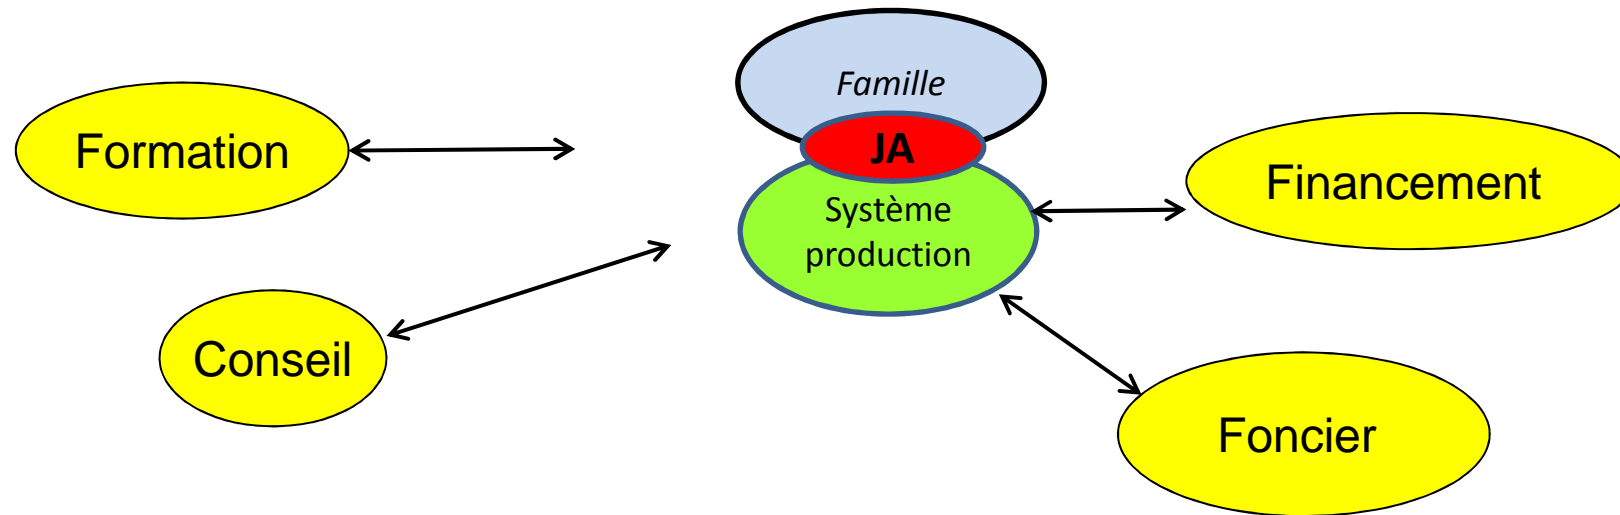 Famille
JA
Formation
Financement
Système
production
Conseil
Foncier